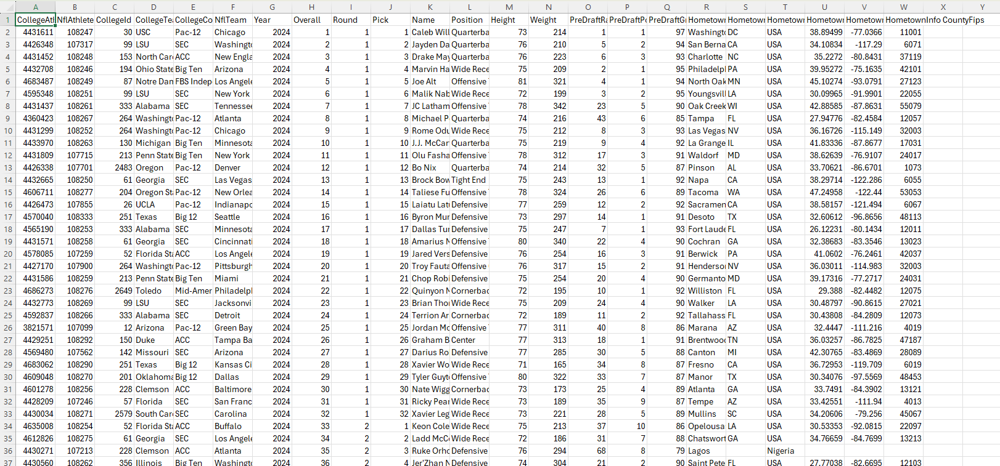 A B C D E F G H I J K L M N O P Q R S T U V W X Y
1 CollegeAtl NflAthlete CollegeId CollegeTea CollegeCo NflTeam Year Overall Round Pick Name Position Height Weight PreDraftRa PreDraftPo PreDraftGr Hometown Hometown Hometown Hometown Hometown HometownInfo CountyFips
2 4431611 108247 30 USC Pac-12 Chicago 2024 1 1 1 Caleb Will Quarterba 73 214 1 1 97 Washingt DC USA 38.89499 -77.0366 11001
3 4426348 107317 99 LSU SEC Washingt 2024 2 1 2 Jayden Da Quarterba 76 210 5 2 94 San Berna CA USA 34.10834 -117.29 6071
4 4431452 108248 153 North Car ACC New Engla 2024 3 1 3 Drake May Quarterba 76 223 6 3 93 Charlotte NC USA 35.2272 -80.8431 37119
5 4432708 108246 194 Ohio State Big Ten Arizona 2024 4 1 4 Marvin Ha Wide Rece 75 209 2 1 95 Philadelp PA USA 39.95272 -75.1635 42101
6 4683487 108249 87 Notre Dan FBS Indep Los Angele 2024 5 1 5 Joe Alt Offensive 81 321 4 1 94 North Oak MN USA 45.10274 -93.0791 27123
7 4595348 108251 99 LSU SEC New York 2024 6 1 6 Malik Nab Wide Rece 72 199 3 2 95 Youngsvil LA USA 30.09965 -91.9901 22055
8 4431437 108261 333 Alabama SEC Tennessee 2024 7 1 7 JC Latham Offensive 78 342 23 5 90 Oak Creek WI USA 42.88585 -87.8631 55079
9 4360423 108267 264 Washingt Pac-12 Atlanta 2024 8 1 8 Michael P Quarterba 74 216 43 6 85 Tampa FL USA 27.94776 -82.4584 12057
10 4431299 108252 264 Washingt Pac-12 Chicago 2024 9 1 9 Rome Odu Wide Rece 75 212 8 3 93 Las Vegas NV USA 36.16726 -115.149 32003
11 4433970 108263 130 Michigan Big Ten Minnesota 2024 10 1 10 J.J. McCar Quarterba 75 219 9 4 92 La Grange IL USA 41.83336 -87.8677 17031
12 4431809 107715 213 Penn State Big Ten New York 2024 11 1 11 Olu Fasha Offensive 78 312 17 3 91 Waldorf MD USA 38.62639 -76.9107 24017
13 4426338 107701 2483 Oregon Pac-12 Denver 2024 12 1 12 Bo Nix Quarterba 74 214 32 5 87 Pinson AL USA 33.70621 -86.6701 1073
14 4432665 108250 61 Georgia SEC Las Vegas 2024 13 1 13 Brock Bow Tight End 75 243 13 1 92 Napa CA USA 38.29714 -122.286 6055
15 4606711 108277 204 Oregon St Pac-12 New Orlea 2024 14 1 14 Taliese Fu Offensive 78 324 26 6 89 Tacoma WA USA 47.24958 -122.44 53053
16 4426473 107855 26 UCLA Pac-12 Indianapo 2024 15 1 15 Laiatu Lat Defensive 77 259 12 2 92 Sacramen CA USA 38.58157 -121.494 6067
17 4570040 108333 251 Texas Big 12 Seattle 2024 16 1 16 Byron Mur Defensive 73 297 14 1 91 Desoto TX USA 32.60612 -96.8656 48113
18 4565190 108253 333 Alabama SEC Minnesota 2024 17 1 17 Dallas Tur Defensive 75 247 7 1 93 Fort Laude FL USA 26.12231 -80.1434 12011
19 4431571 108258 61 Georgia SEC Cincinnati 2024 18 1 18 Amarius M Offensive 80 340 22 4 90 Cochran GA USA 32.38683 -83.3546 13023
20 4578085 107259 52 Florida Sta ACC Los Angele 2024 19 1 19 Jared Vers Defensive 76 254 16 3 91 Berwick PA USA 41.0602 -76.2461 42037
21 4427170 107900 264 Washingt Pac-12 Pittsburgh 2024 20 1 20 Troy Fauta Offensive 76 317 15 2 91 Henderso NV USA 36.03011 -114.983 32003
22 4431586 108259 213 Penn State Big Ten Miami 2024 21 1 21 Chop Robi Defensive 75 254 20 4 90 Germanto MD USA 39.17316 -77.2717 24031
23 4686273 108276 2649 Toledo Mid-Amer Philadelpl 2024 22 1 22 Quinyon M Cornerbac 72 195 10 1 92 Williston FL USA 29.388 -82.4482 12075
24 4432773 108269 99 LSU SEC Jacksonvi 2024 23 1 23 Brian Tho Wide Rece 75 209 24 4 90 Walker LA USA 30.48797 -90.8615 27021
25 4592837 108266 333 Alabama SEC Detroit 2024 24 1 24 Terrion Ar Cornerbac 72 189 11 2 92 Tallahass FL USA 30.43808 -84.2809 12073
26 3821571 107099 12 Arizona Pac-12 Green Bay 2024 25 1 25 Jordan Mo Offensive 77 311 40 8 86 Marana AZ USA 32.4447 -111.216 4019
27 4429251 108292 150 Duke ACC Tampa Ba 2024 26 1 26 Graham B Center 77 313 18 1 91 Brentwoo TN USA 36.03257 -86.7825 47187
28 4569480 107562 142 Missouri SEC Arizona 2024 27 1 27 Darius Ro Defensive 77 285 30 5 88 Canton MI USA 42.30765 -83.4869 28089
29 4683062 108290 251 Texas Big 12 Kansas Ci 2024 28 1 28 Xavier Wo Wide Rece 71 165 34 8 87 Fresno CA USA 36.72953 -119.709 6019
30 4609048 108270 201 Oklahoma Big 12 Dallas 2024 29 1 29 Tyler Guyt Offensive 80 322 33 7 87 Manor TX USA 30.34076 -97.5569 48453
31 4601278 108256 228 Clemson ACC Baltimore 2024 30 1 30 Nate Wigg Cornerbac 73 173 25 4 89 Atlanta GA USA 33.7491 -84.3902 13121
32 4428209 107246 57 Florida SEC San Franc 2024 31 1 31 Ricky Pear Wide Rece 73 189 35 9 87 Tempe AZ USA 33.42551 -111.94 4013
33 4430034 108271 2579 South Car SEC Carolina 2024 32 1 32 Xavier Leg Wide Rece 73 221 28 5 89 Mullins SC USA 34.20606 -79.256 45067
34 4635008 108254 52 Florida Sta ACC Buffalo 2024 33 2 1 Keon Cole Wide Rece 75 213 37 10 86 Opelousa LA USA 30.53353 -92.0815 22097
35 4612826 108275 61 Georgia SEC Los Angele 2024 34 2 2 Ladd McC Wide Rece 72 186 31 7 88 Chatswort GA USA 34.76659 -84.7699 13213
36 4430271 107213 228 Clemson ACC Atlanta 2024 35 2 3 Ruke Orho Defensive 76 294 68 8 79 Lagos Nigeria
37 4430560 108262 356 Illinois Big Ten Washingt 2024 36 2 4 Jer'Zhan N Defensive 74 304 21 2 90 Saint Pete FL USA 27.77038 -82.6695 12103